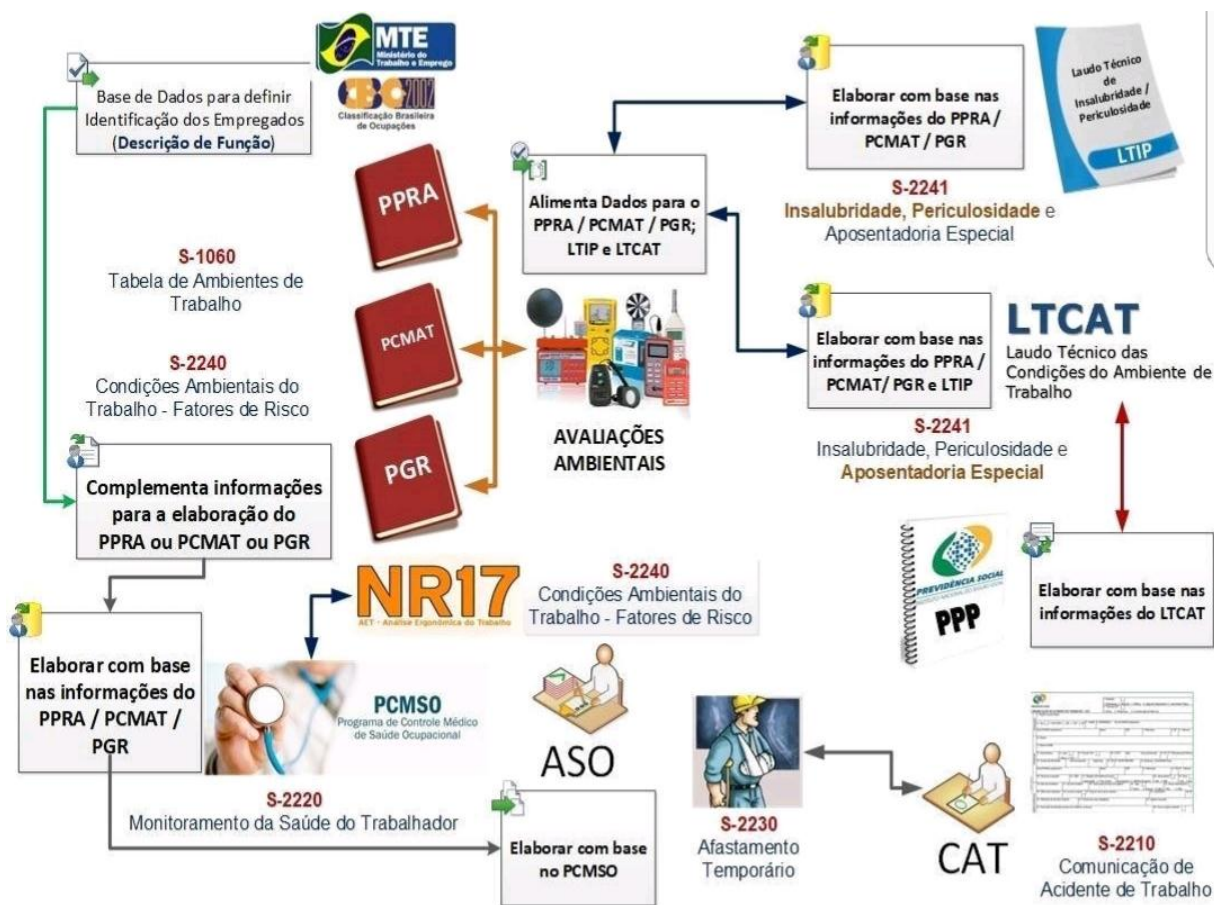 MTE
Ministério do
Trabalho e Emprego
CBO2002
Classificação Brasileira
de Ocupações
Base de Dados para definir
Identificação dos Empregados
(Descrição de Função)
PPRA
S-1060
Tabela de Ambientes de
Trabalho
PCMAT
S-2240
Condições Ambientais do
Trabalho - Fatores de Risco
PGR
Complementa informações
para a elaboração do
PPRA ou PCMAT ou PGR
Alimenta Dados para o
PPRA / PCMAT / PGR;
LTIP e LTCAT
AVALIAÇÕES
AMBIENTAIS
Elaborar com base nas
informações do PPRA /
PCMAT / PGR
Laudo Técnico
de
Insalubridade /
Periculosidade
LTIP
S-2241
Insalubridade, Periculosidade e
Aposentadoria Especial
Elaborar com base nas
informações do PPRA /
PCMAT/ PGR e LTIP
LTCAT
Laudo Técnico das
Condições do Ambiente de
Trabalho
S-2241
Insalubridade, Periculosidade e
Aposentadoria Especial
PREVIDÊNCIA SOCIAL
PPP
Elaborar com base nas
informações do LTCAT
NR17
AET - Análise Ergonômica do Trabalho
S-2240
Condições Ambientais do
Trabalho - Fatores de Risco
Elaborar com base
nas informações do
PPRA / PCMAT /
PGR
PCMSO
Programa de Controle Médico
de Saúde Ocupacional
ASO
S-2220
Monitoramento da Saúde do Trabalhador
Elaborar com base
no PCMSO
S-2230
Afastamento
Temporário
CAT
S-2210
Comunicação de
Acidente de Trabalho